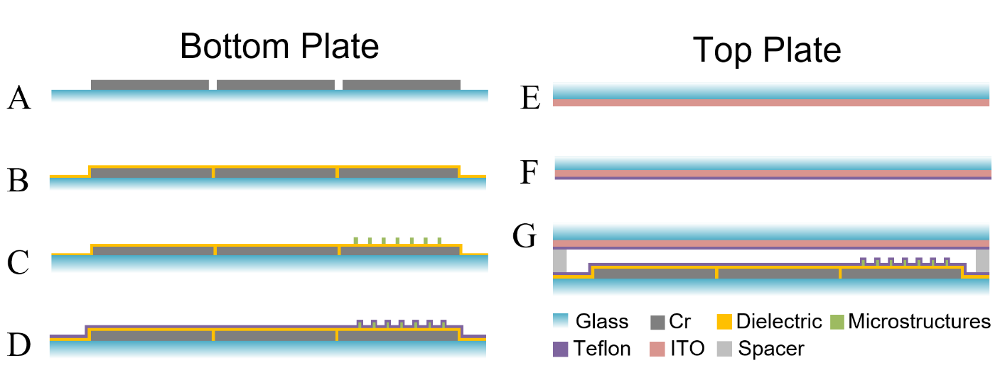 Bottom Plate
Top Plate
A
E
B
F
C
G
D
Glass Cr Dielectric Microstructures
Teflon ITO Spacer